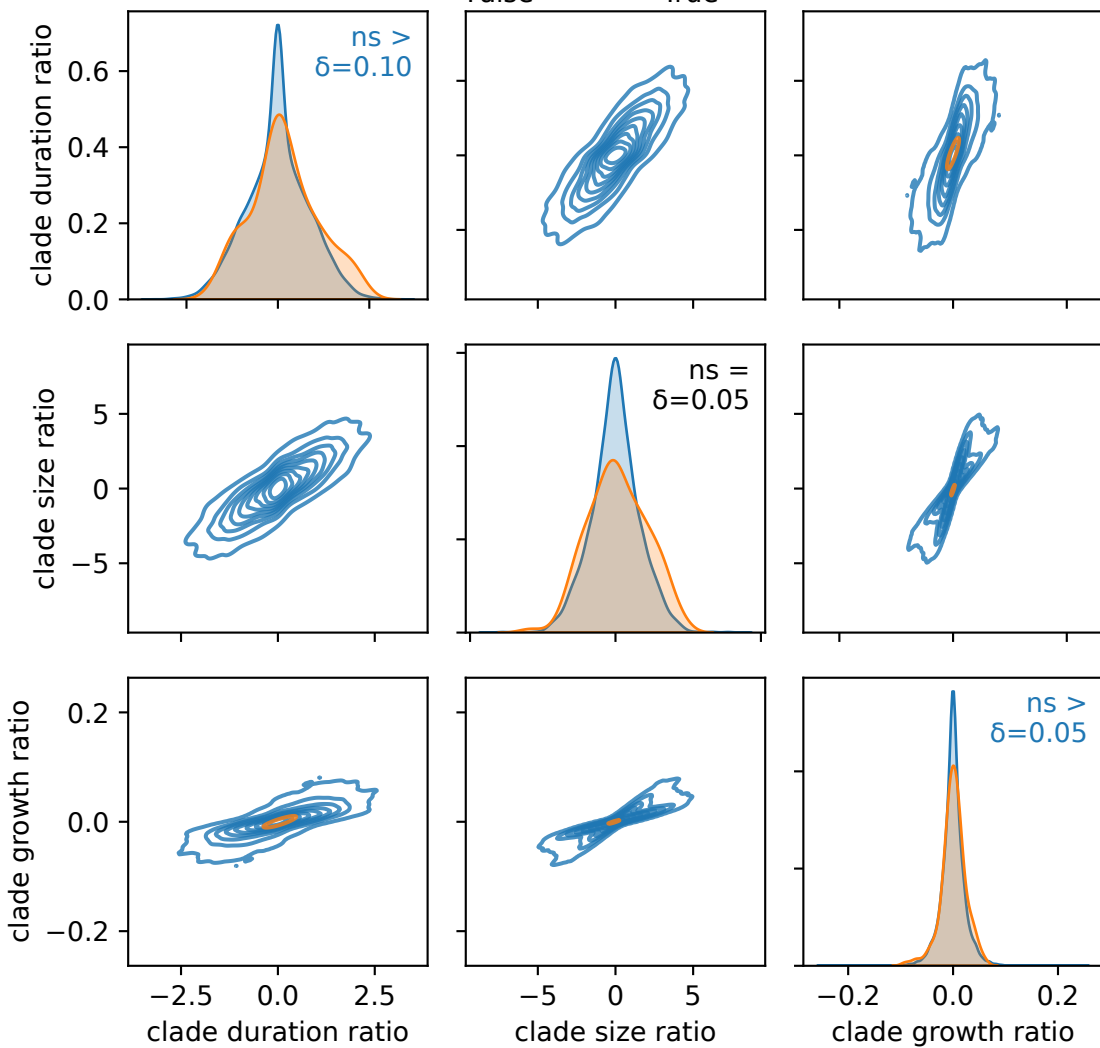 False True
clade duration ratio
0.6
0.4
0.2
0.0
ns >
δ=0.10
clade size ratio
5
0
−5
ns =
δ=0.05
clade growth ratio
0.2
0.0
−0.2
ns >
δ=0.05
−2.5 0.0 2.5
−5 0 5
−0.2 0.0 0.2
clade duration ratio
clade size ratio
clade growth ratio